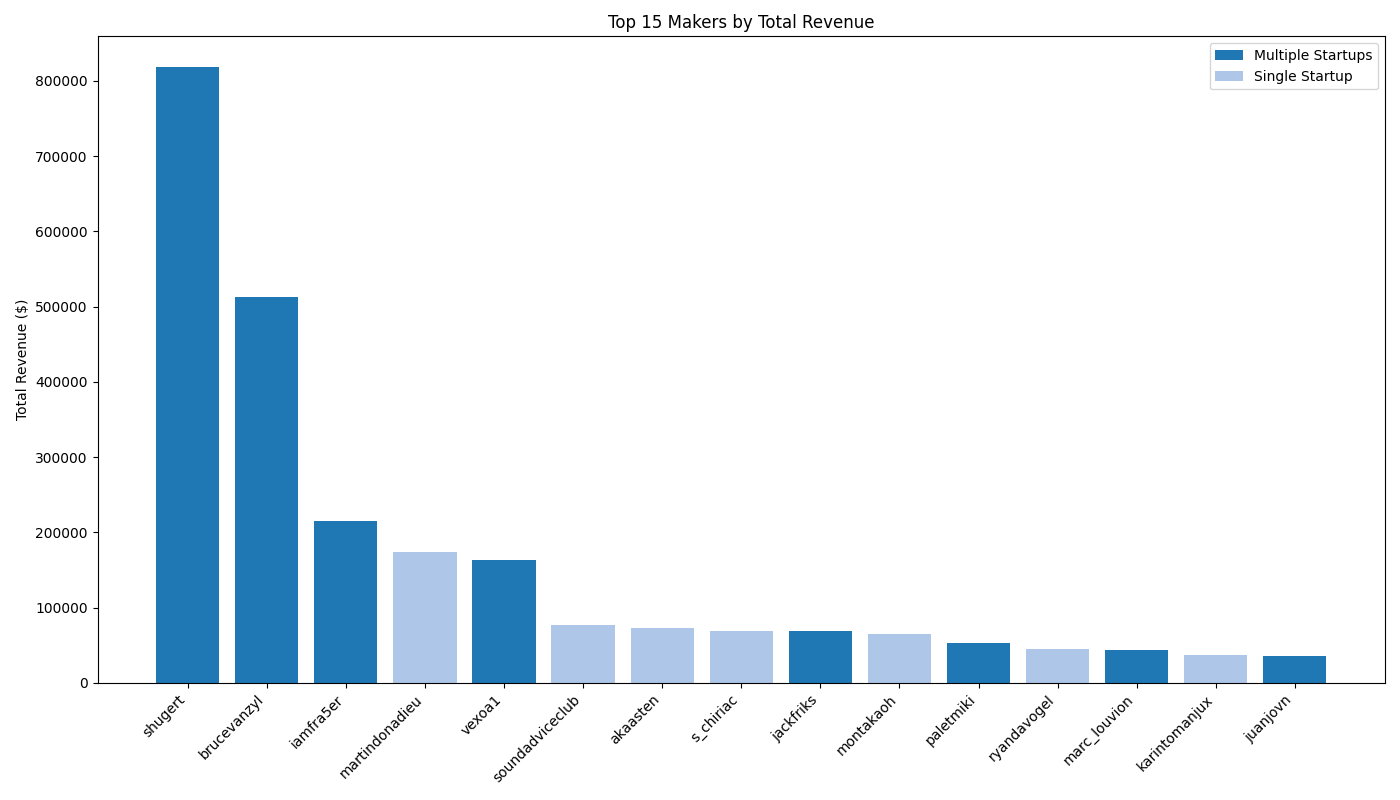 Top 15 Makers by Total Revenue
Multiple Startups
Single Startup
Total Revenue ($)
800000
700000
600000
500000
400000
300000
200000
100000
0
shugert
brucevanzyl
iamfra5er
martindonadieu
vexoa1
soundadviceclub
akaasten
s_chiriac
jackfriks
montakaoh
paletmiki
ryandavogel
marc_louvion
karintomanjux
juanjovn